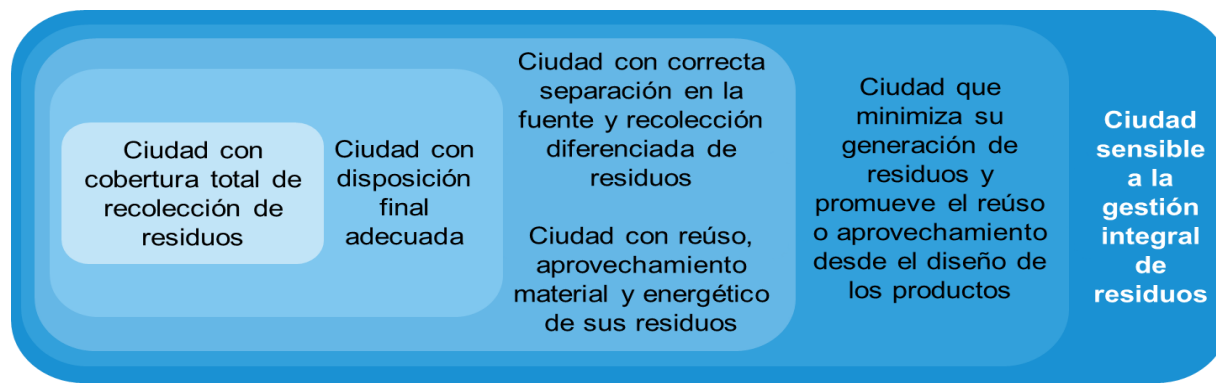 Ciudad con
cobertura total de
recolección de
residuos
Ciudad con
disposición
final
adecuada
Ciudad con correcta
separación en la
fuente y recolección
diferenciada de
residuos
Ciudad con reúso,
aprovechamiento
material y energético
de sus residuos
Ciudad que
minimiza su
generación de
residuos y
promueve el reúso
o aprovechamiento
desde el diseño de
los productos
Ciudad
sensible
a la
gestión
integral
de
residuos